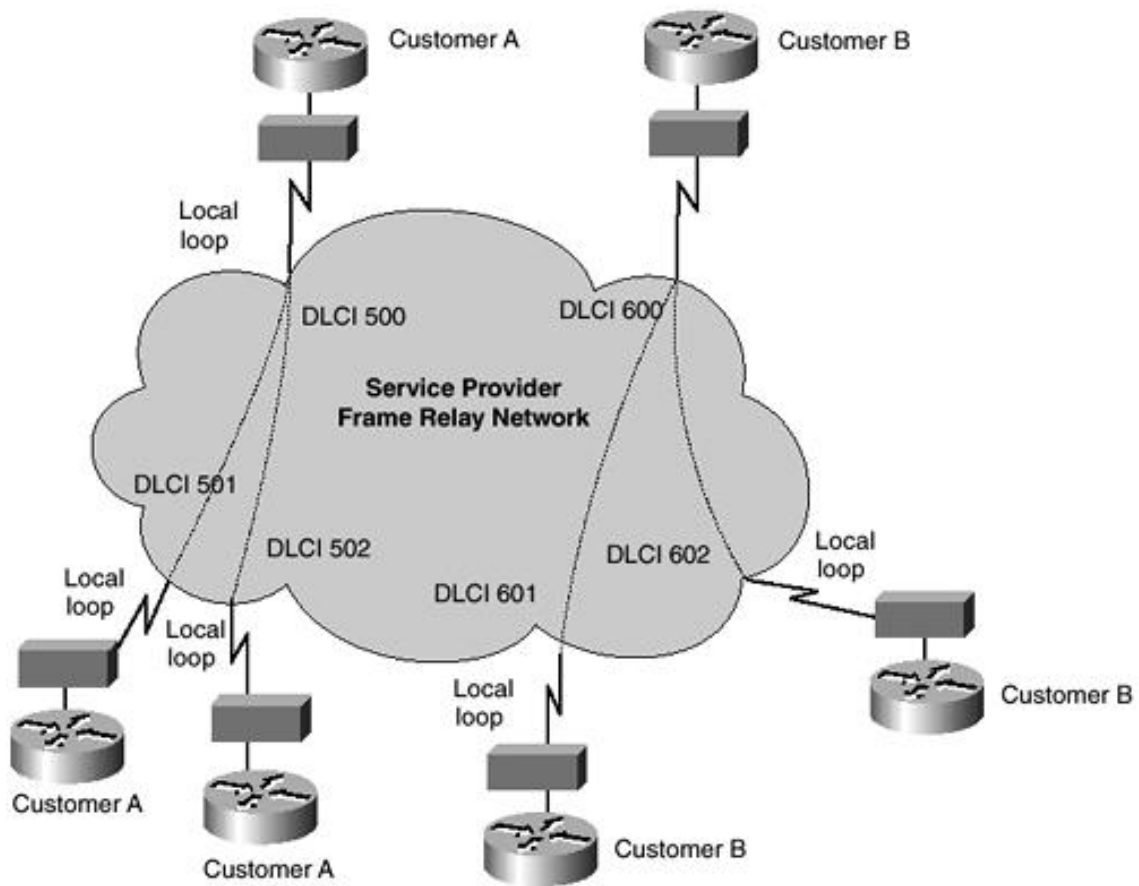 Customer A
Customer B
Local
loop
DLCI 500
DLCI 600
Service Provider
Frame Relay Network
DLCI 501
DLCI 502
DLCI 602
DLCI 601
Local
loop
Local
loop
Local
loop
Local
loop
Customer B
Customer A
Customer A
Customer B